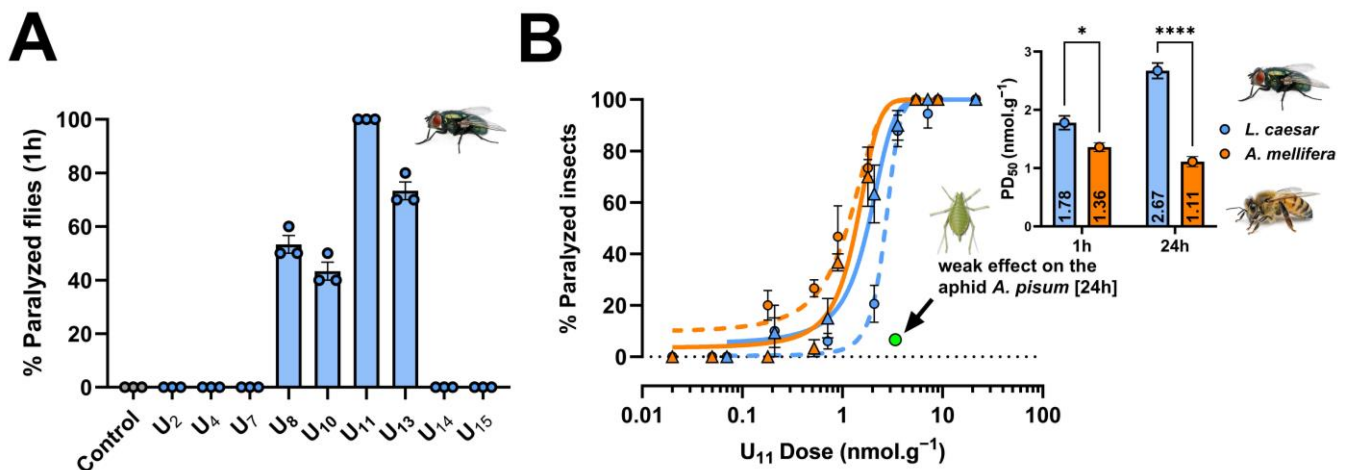 A
% Paralyzed flies (1h)
100
80
60
40
20
0
Control
U₂
U₄
U₇
U₈
U₁₀
U₁₁
U₁₃
U₁₄
U₁₅
B
% Paralyzed insects
100
80
60
40
20
0
0.01
0.1
1
10
100
U₁₁ Dose (nmol.g⁻¹)
weak effect on the
aphid A. pisum [24h]
PD₅₀ (nmol.g⁻¹)
3
2
1
0
*
****
1.78
1.36
2.67
1.11
1h
24h
L. caesar
A. mellifera